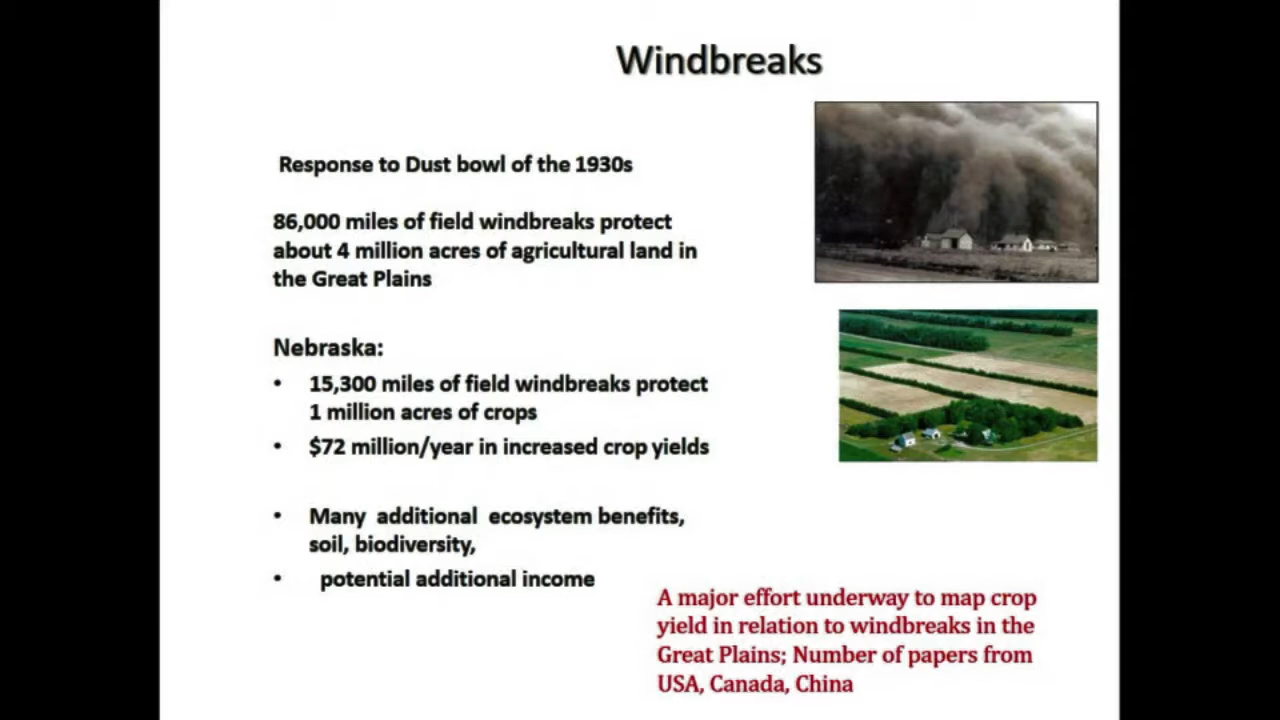 Windbreaks
Response to Dust bowl of the 1930s
86,000 miles of field windbreaks protect
about 4 million acres of agricultural land in
the Great Plains
Nebraska:
• 15,300 miles of field windbreaks protect
1 million acres of crops
• $72 million/year in increased crop yields
• Many additional ecosystem benefits,
soil, biodiversity,
• potential additional income
A major effort underway to map crop
yield in relation to windbreaks in the
Great Plains; Number of papers from
USA, Canada, China